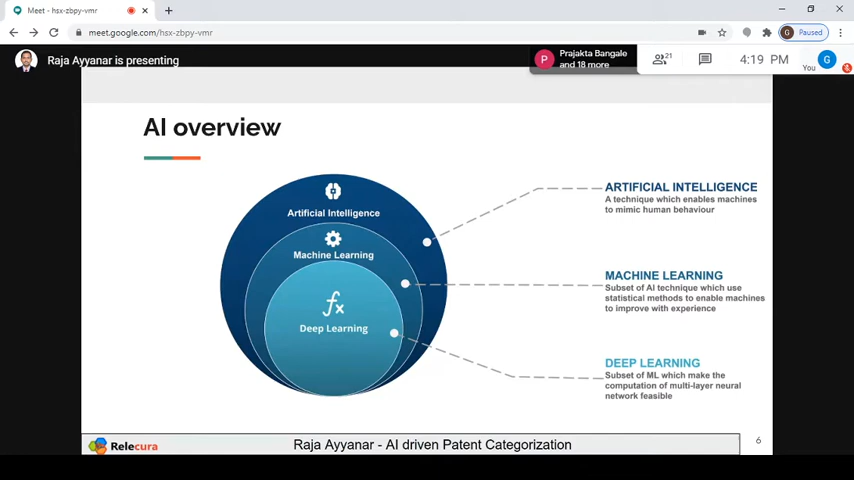 Meet - hsx-zbpy-vmr
meet.google.com/hsx-zbpy-vmr
G
Paused
Raja Ayyanar is presenting
P
Prajakta Bangale
and 18 more
21
4:19 PM
You
G
AI overview
Artificial Intelligence
Machine Learning
fx
Deep Learning
ARTIFICIAL INTELLIGENCE
A technique which enables machines
to mimic human behaviour
MACHINE LEARNING
Subset of AI technique which use
statistical methods to enable machines
to improve with experience
DEEP LEARNING
Subset of ML which make the
computation of multi-layer neural
network feasible
Relecura
Raja Ayyanar - AI driven Patent Categorization
6